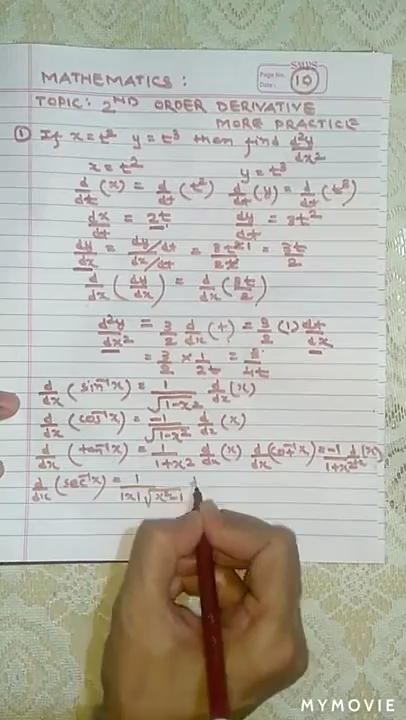 SMPS
Page No. 10
Date:
MATHEMATICS:
TOPIC: 2ND ORDER DERIVATIVE
MORE PRACTICE
① If x=t² y=t³ then find d²y/dx²
x=t² y=t³
d/dt (x) = d/dt (t²) d/dt (y) = d/dt (t³)
dx/dt = 2t dy/dt = 3t²
dy/dx = dy/dt / dx/dt = 3t²/2t = 3t/2
d/dx (dy/dx) = d/dx (3t/2)
d²y/dx² = 3/2 d/dx (t) = 3/2 (1) dt/dx
= 3/2 × 1/2t = 3/4t
d/dx (sin⁻¹x) = 1/√1-x² d/dx (x)
d/dx (cos⁻¹x) = -1/√1-x² d/dx (x)
d/dx (tan⁻¹x) = 1/1+x² d/dx (x) d/dx (cot⁻¹x) = -1/1+x² d/dx (x)
d/dx (sec⁻¹x) = 1/|x|√x²-1
MYMOVIE